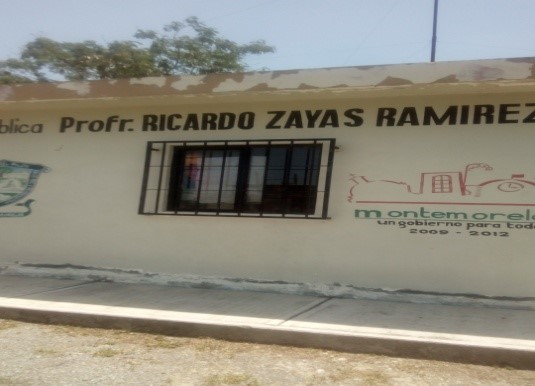 blica Profr. RICARDO ZAYAS RAMIREZ
montemorel
un gobierno para tod
2009 - 2012